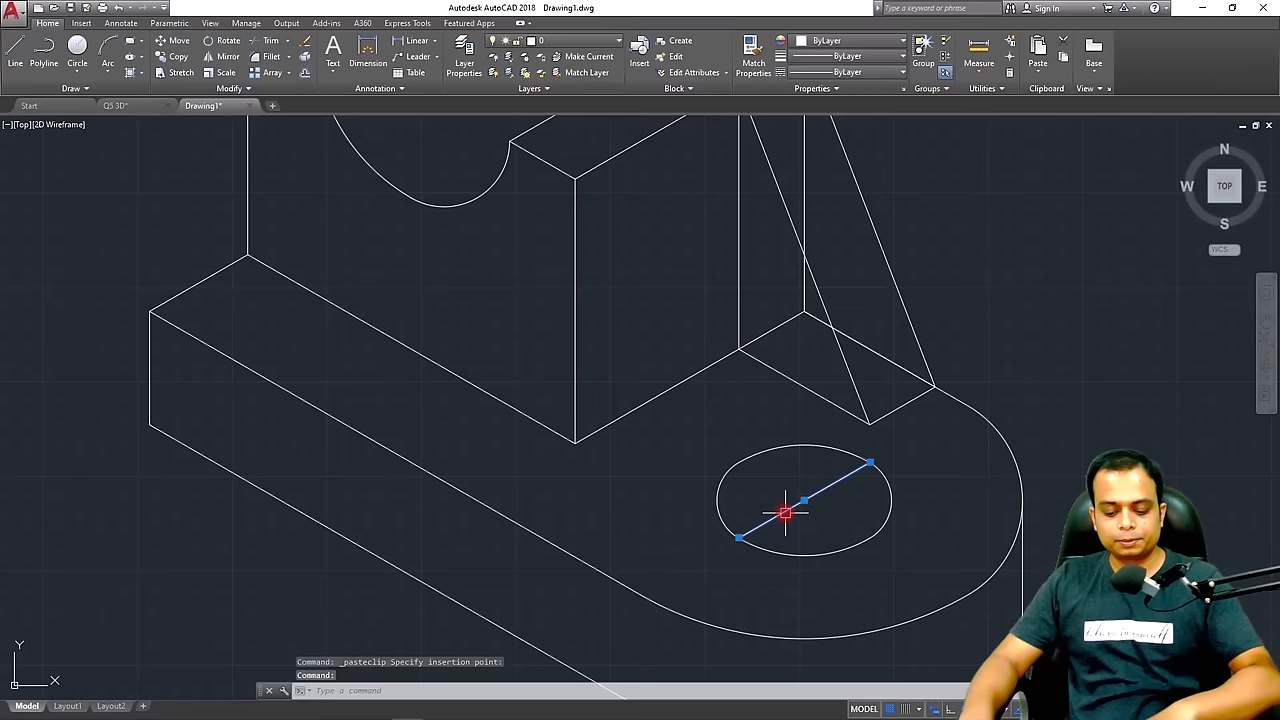 Autodesk AutoCAD 2018 Drawing1.dwg
Type a keyword or phrase
Sign In
Home Insert Annotate Parametric View Manage Output Add-ins A360 Express Tools Featured Apps
Line Polyline Circle Arc
Move Rotate Trim
Copy Mirror Fillet
Stretch Scale Array
Text Dimension
Linear
Leader
Table
Layer Properties
0
Make Current
Match Layer
Insert
Create
Edit
Edit Attributes
Match Properties
ByLayer
ByLayer
ByLayer
Group
Measure
Paste
Base
Draw Modify Annotation Layers Block Properties Groups Utilities Clipboard View
Start Q5 3D* Drawing1*
[−][Top][2D Wireframe]
N
W TOP E
S
WCS
Y
X
Command: _pasteclip Specify insertion point:
Command:
Type a command
Model Layout1 Layout2
MODEL